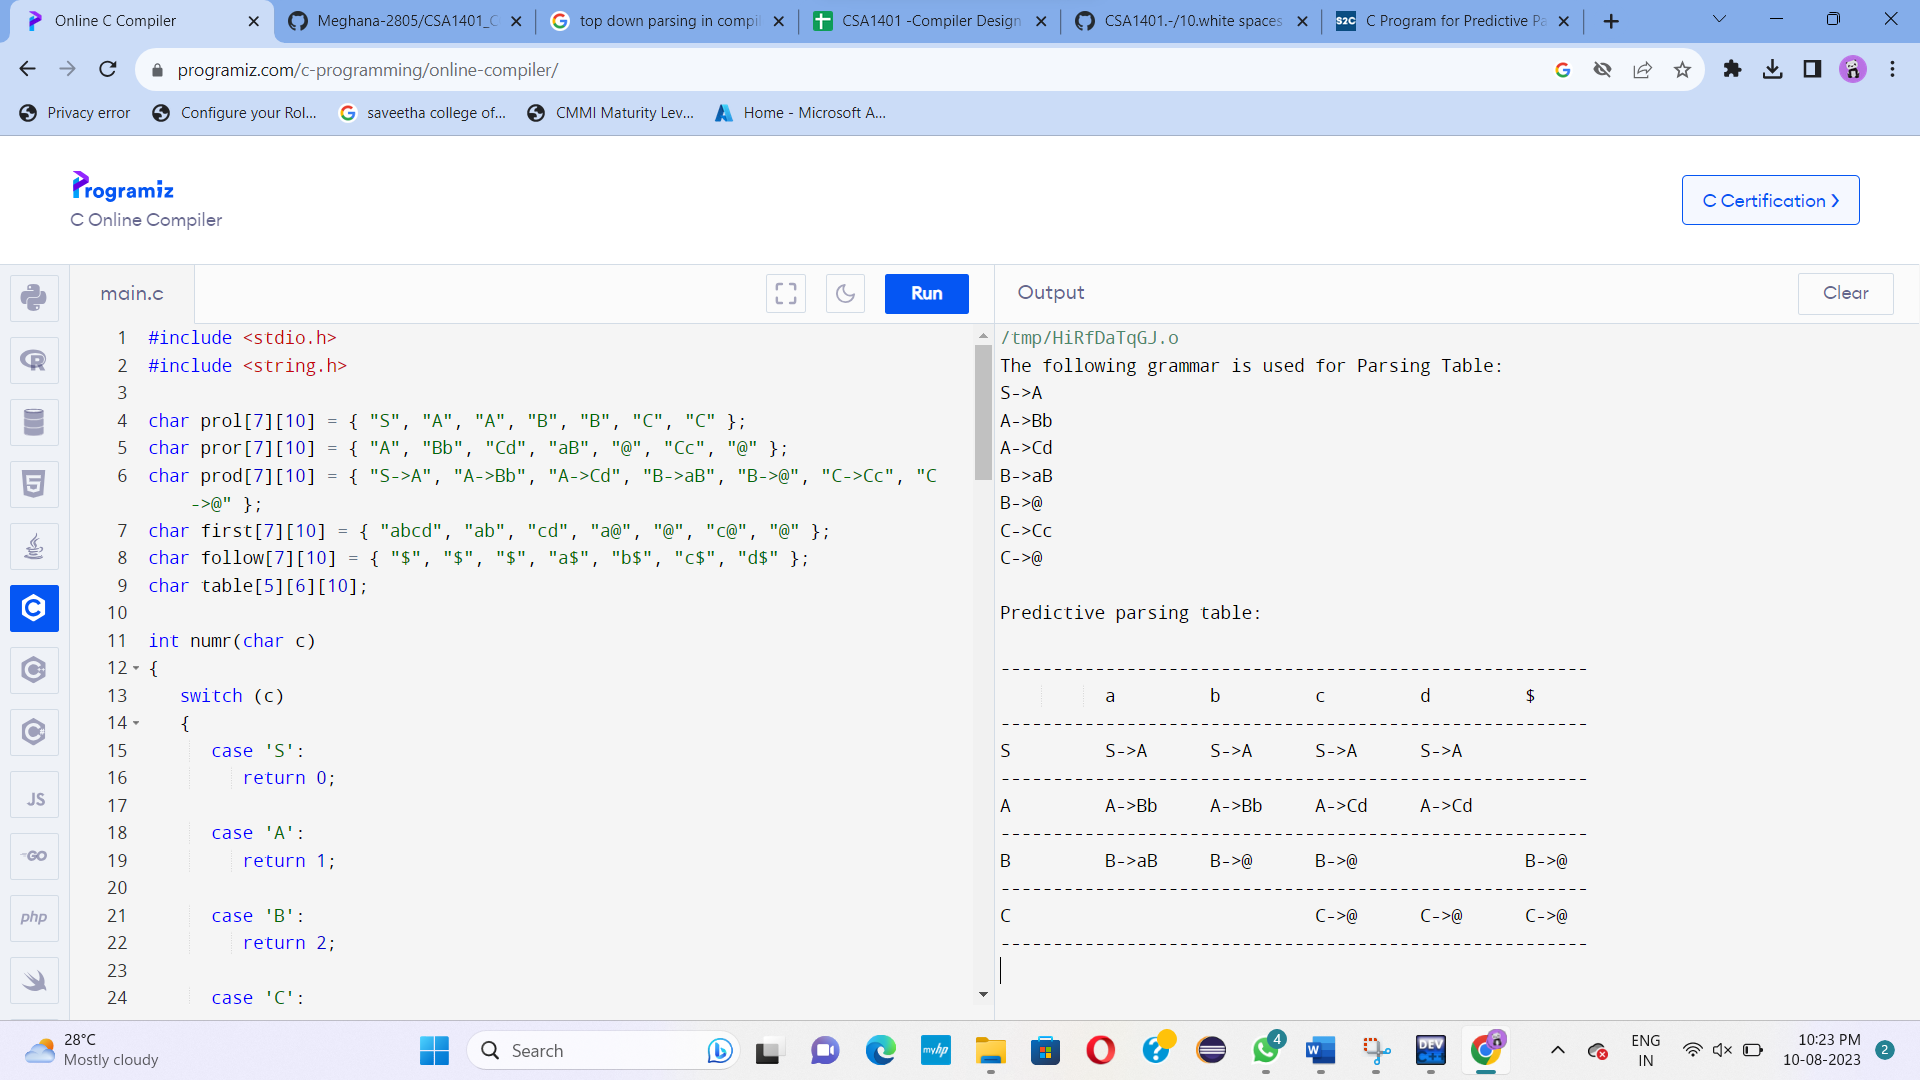 Online C Compiler
Meghana-2805/CSA1401_C
top down parsing in compil
CSA1401 -Compiler Design
CSA1401.-/10.white spaces
S2C
C Program for Predictive Pa
programiz.com/c-programming/online-compiler/
Privacy error
Configure your Rol...
saveetha college of...
CMMI Maturity Lev...
Home - Microsoft A...
Programiz
C Online Compiler
C Certification
main.c
Run
Output
Clear
1 #include <stdio.h>
2 #include <string.h>
3
4 char prol[7][10] = { "S", "A", "A", "B", "B", "C", "C" };
5 char pror[7][10] = { "A", "Bb", "Cd", "aB", "@", "Cc", "@" };
6 char prod[7][10] = { "S->A", "A->Bb", "A->Cd", "B->aB", "B->@", "C->Cc", "C
->@" };
7 char first[7][10] = { "abcd", "ab", "cd", "a@", "@", "c@", "@" };
8 char follow[7][10] = { "$", "$", "$", "a$", "b$", "c$", "d$" };
9 char table[5][6][10];
10
11 int numr(char c)
12 {
13 switch (c)
14 {
15 case 'S':
16 return 0;
17
18 case 'A':
19 return 1;
20
21 case 'B':
22 return 2;
23
24 case 'C':
/tmp/HiRfDaTqGJ.o
The following grammar is used for Parsing Table:
S->A
A->Bb
A->Cd
B->aB
B->@
C->Cc
C->@
Predictive parsing table:
--------------------------------------------------------
a b c d $
--------------------------------------------------------
S S->A S->A S->A S->A
--------------------------------------------------------
A A->Bb A->Bb A->Cd A->Cd
--------------------------------------------------------
B B->aB B->@ B->@ B->@
--------------------------------------------------------
C C->@ C->@ C->@
--------------------------------------------------------
JS
GO
php
28°C
Mostly cloudy
Search
myhp
4
W
DEV
C++
ENG
IN
10:23 PM
10-08-2023
2